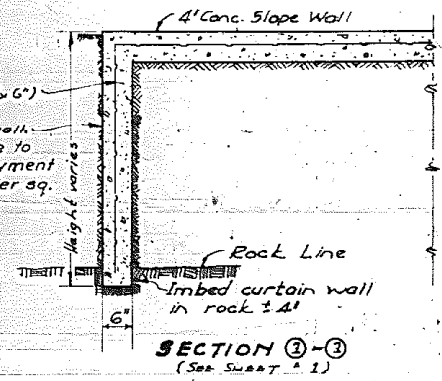 4" Conc. Slope Wall
x 6")
wall.
to
yment
er sq.
Height varies
Rock Line
Imbed curtain wall
in rock ± 4"
6"
SECTION ③-③
(SEE SHEET # 1)